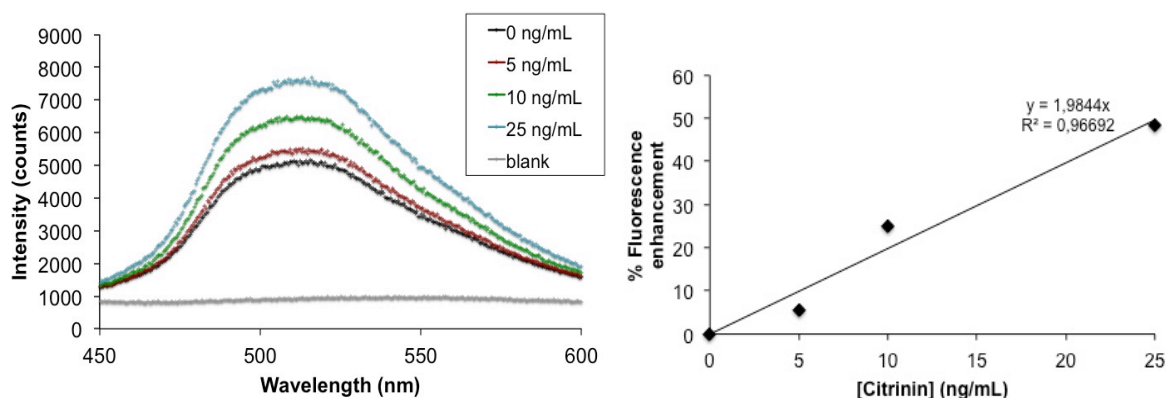 9000
8000
7000
6000
5000
4000
3000
2000
1000
0
Intensity (counts)
450
500
550
600
Wavelength (nm)
0 ng/mL
5 ng/mL
10 ng/mL
25 ng/mL
blank
60
50
40
30
20
10
0
% Fluorescence
enhancement
y = 1,9844x
R² = 0,96692
0
5
10
15
20
25
[Citrinin] (ng/mL)